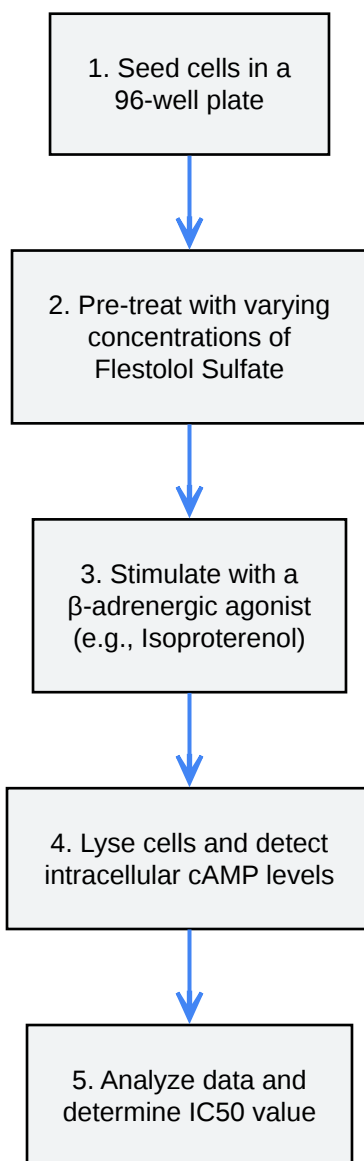 1. Seed cells in a
96-well plate
2. Pre-treat with varying
concentrations of
Flestolol Sulfate
3. Stimulate with a
β-adrenergic agonist
(e.g., Isoproterenol)
4. Lyse cells and detect
intracellular cAMP levels
5. Analyze data and
determine IC50 value